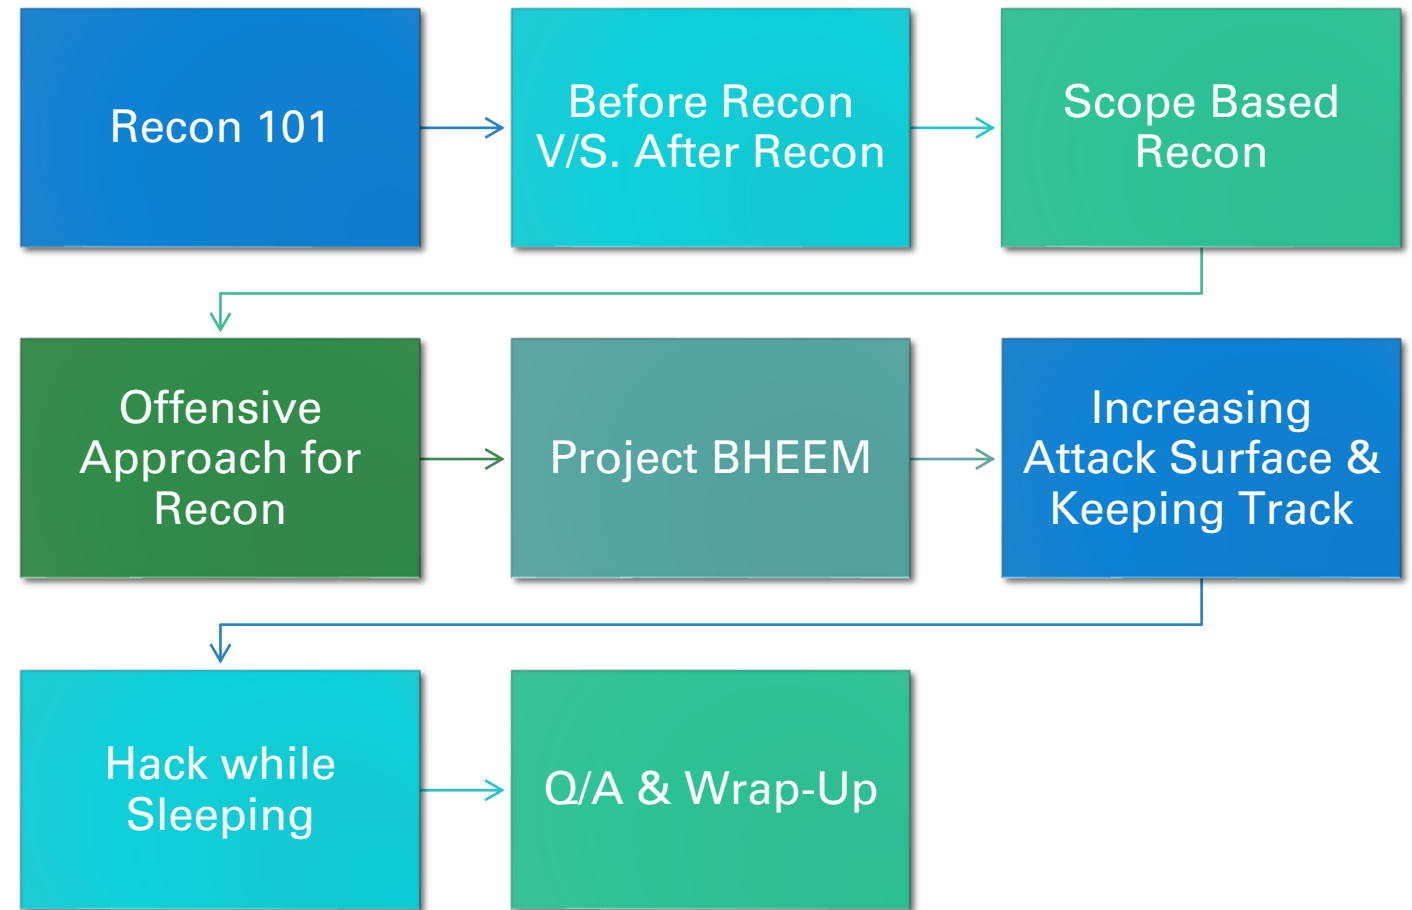 Recon 101
Before Recon
V/S. After Recon
Scope Based
Recon
Offensive
Approach for
Recon
Project BHEEM
Increasing
Attack Surface &
Keeping Track
Hack while
Sleeping
Q/A & Wrap-Up